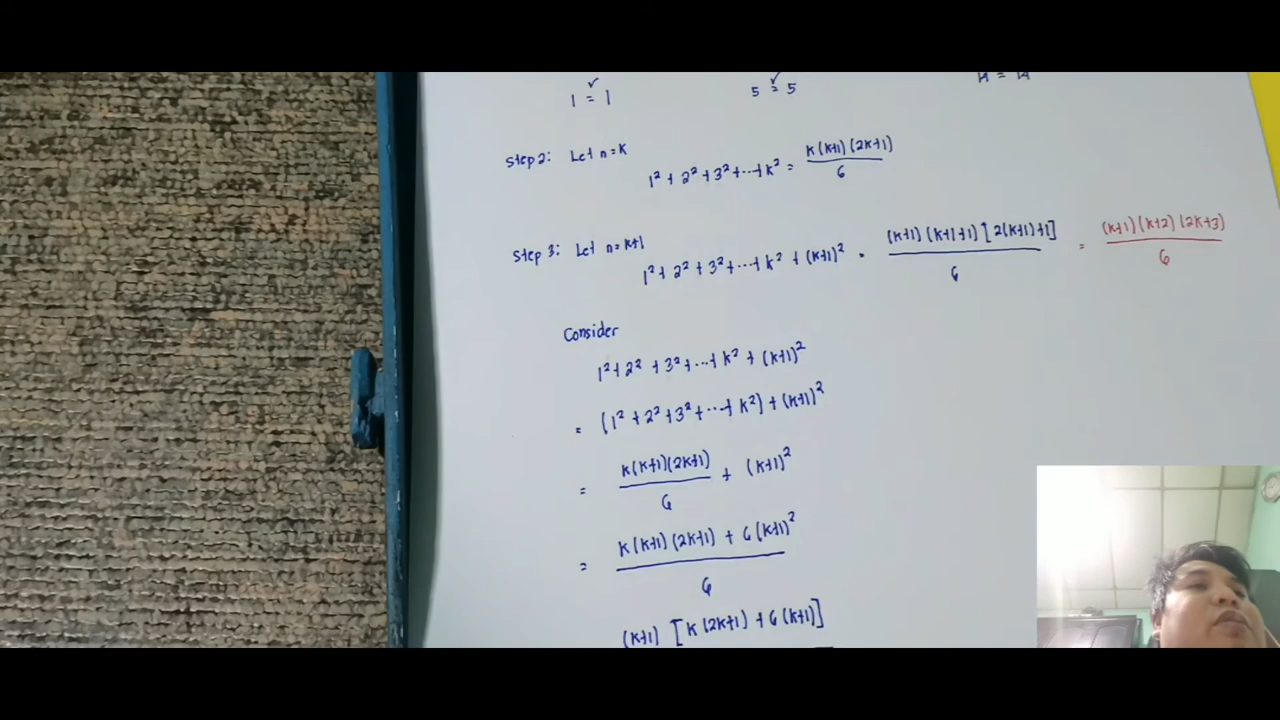 1 = 1 5 = 5 14 = 14
Step 2: Let n=k
1² + 2² + 3² + ... + k² = k(k+1)(2k+1) / 6
Step 3: Let n=k+1
1² + 2² + 3² + ... + k² + (k+1)² = (k+1)(k+1+1)[2(k+1)+1] / 6 = (k+1)(k+2)(2k+3) / 6
Consider
1² + 2² + 3² + ... + k² + (k+1)²
= (1² + 2² + 3² + ... + k²) + (k+1)²
= k(k+1)(2k+1) / 6 + (k+1)²
= k(k+1)(2k+1) + 6(k+1)² / 6
(k+1) [k(2k+1) + 6(k+1)]